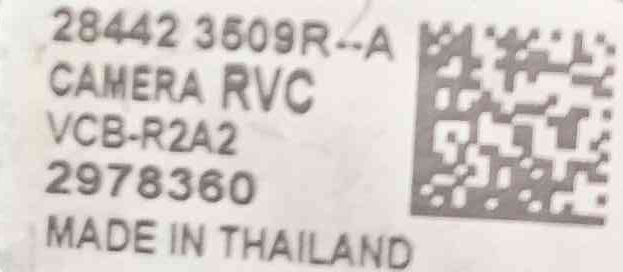 28442 3509R--A
CAMERA RVC
VCB-R2A2
2978360
MADE IN THAILAND